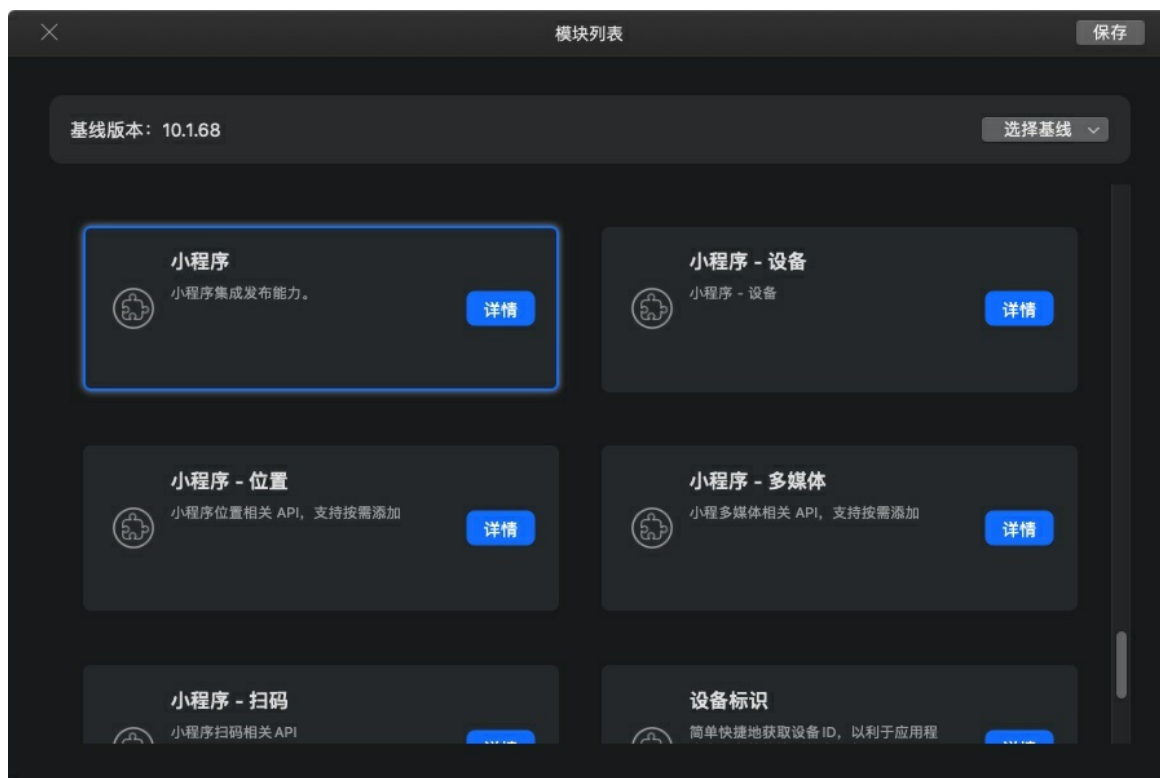 模块列表
保存
基线版本：10.1.68
选择基线
小程序
小程序集成发布能力。
详情
小程序 - 设备
小程序 - 设备
详情
小程序 - 位置
小程序位置相关 API，支持按需添加
详情
小程序 - 多媒体
小程多媒体相关 API，支持按需添加
详情
小程序 - 扫码
小程序扫码相关 API
设备标识
简单快捷地获取设备 ID，以利于应用程